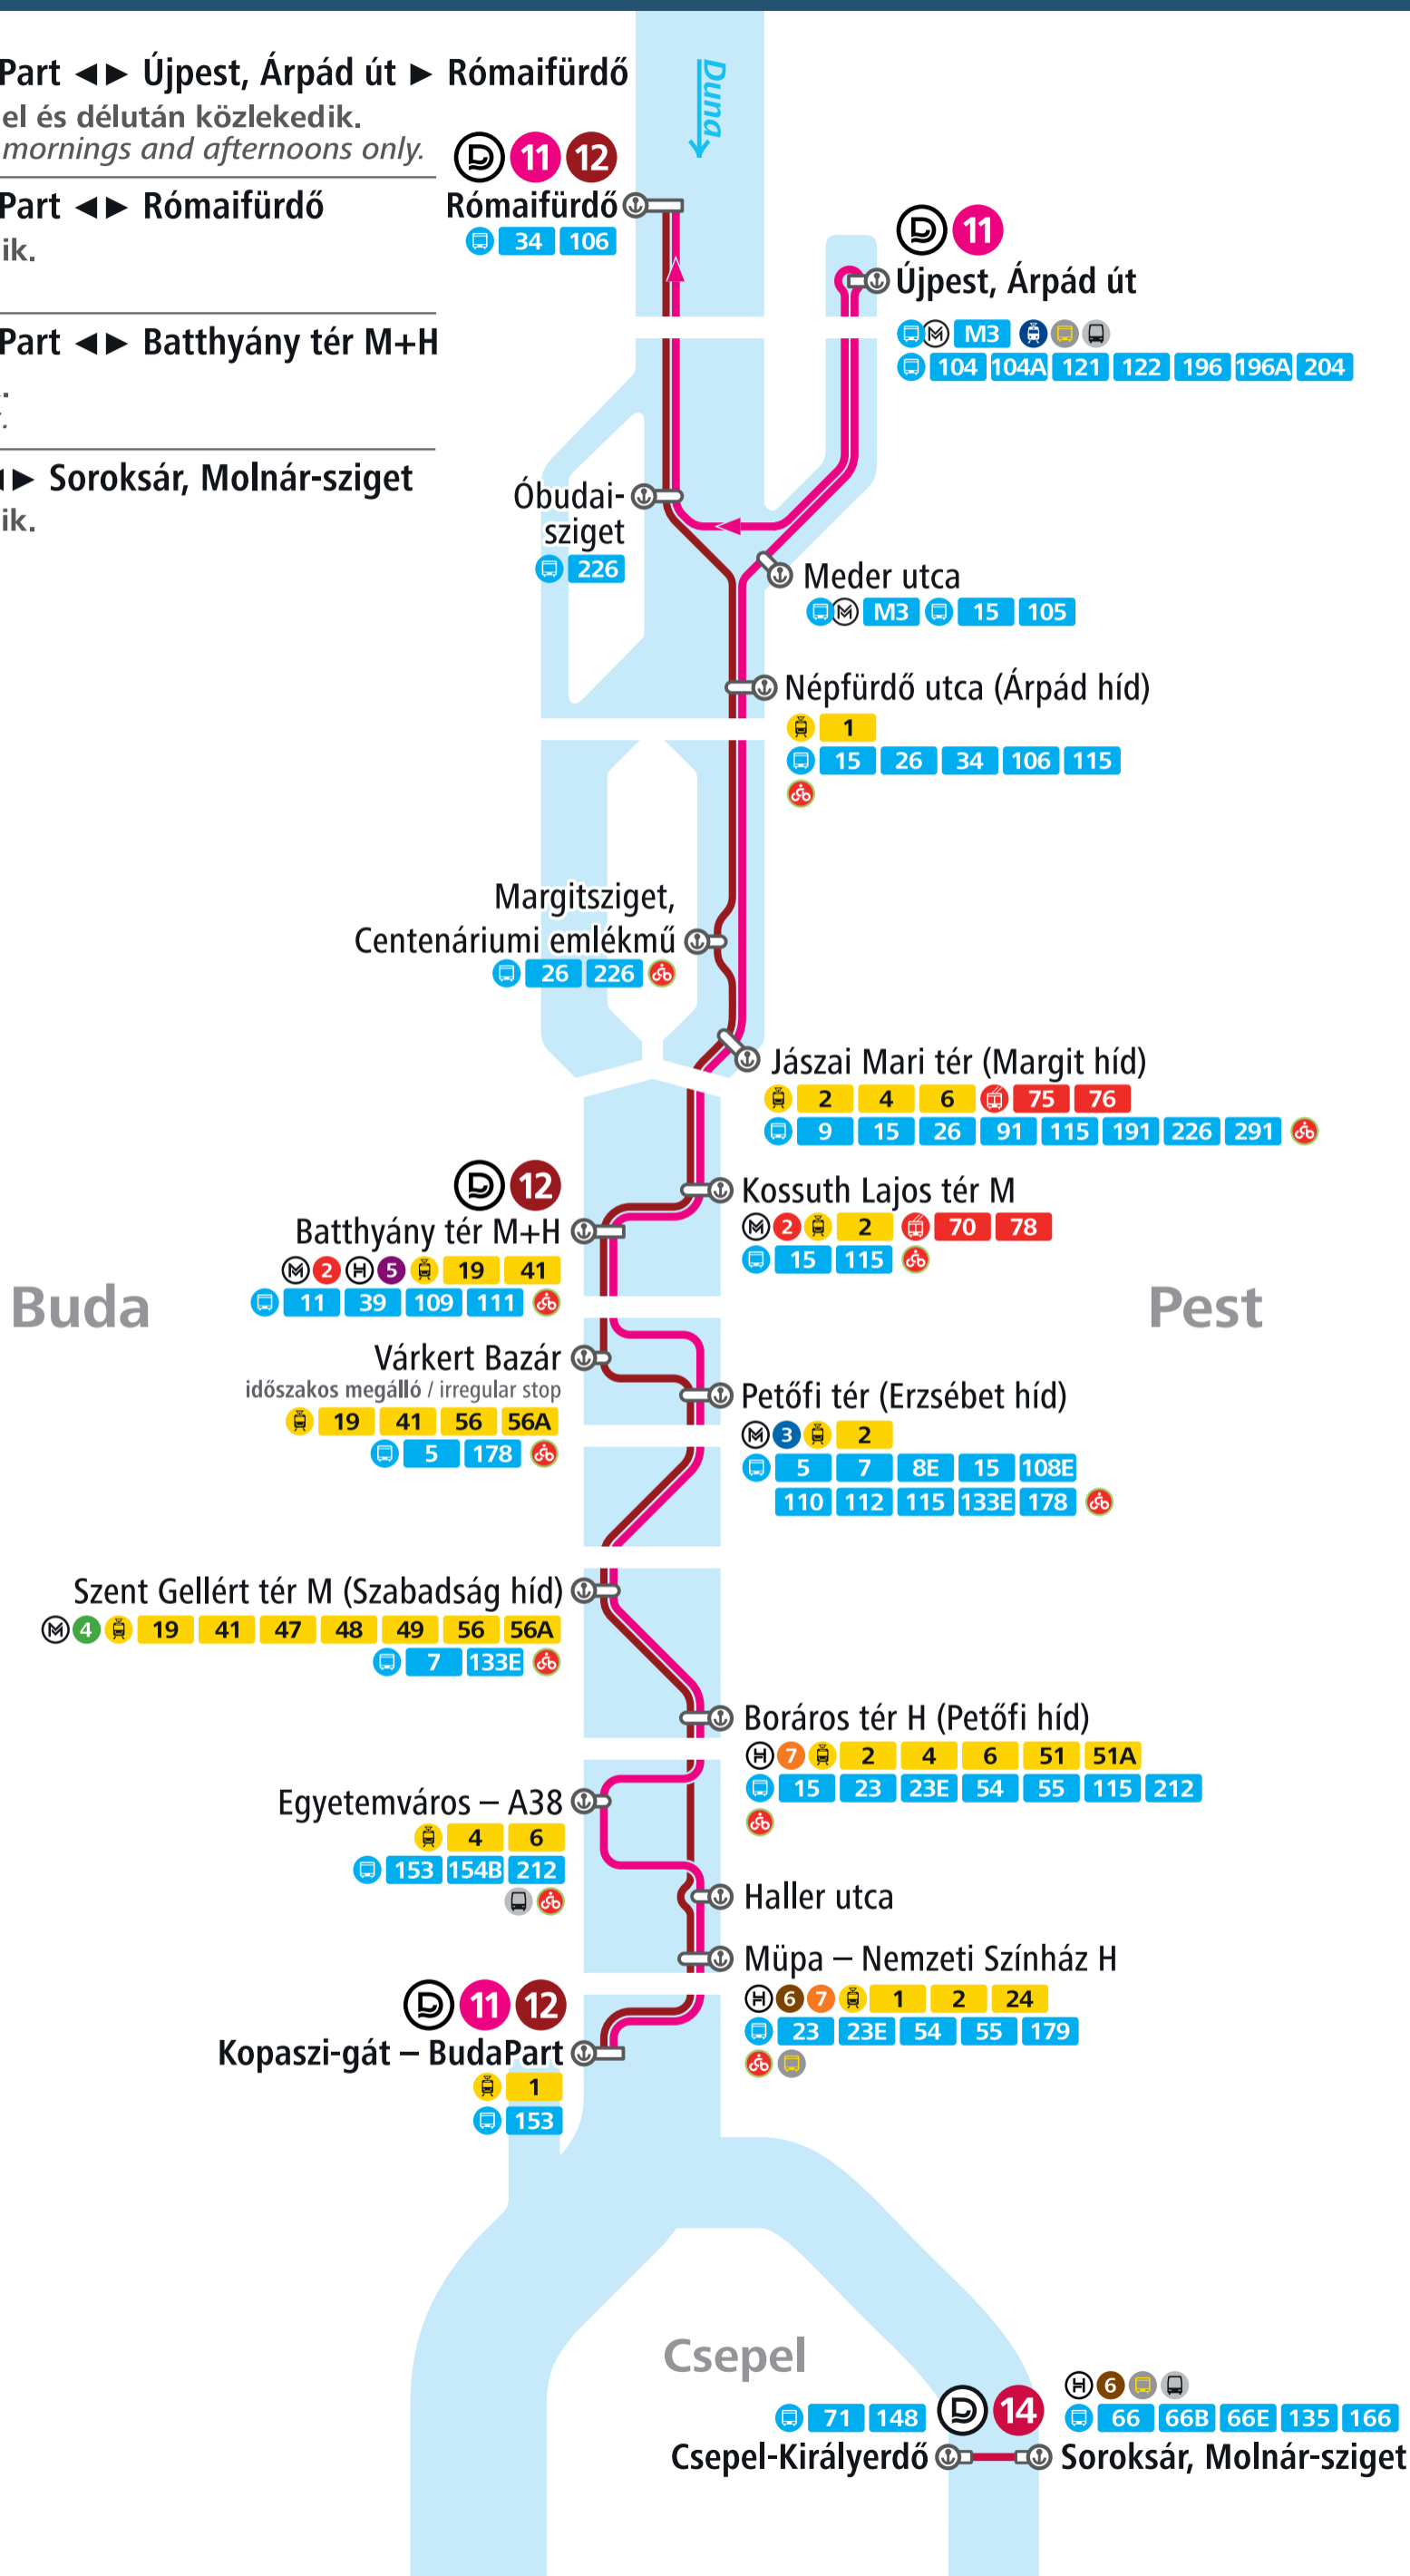 Part ◄► Újpest, Árpád út ► Rómaifürdő
el és délután közlekedik.
mornings and afternoons only.
Part ◄► Rómaifürdő
ik.
Part ◄► Batthyány tér M+H
► Soroksár, Molnár-sziget
ik.
Duna
D 11 12
Rómaifürdő
34 106
D 11
Újpest, Árpád út
M M3
104 104A 121 122 196 196A 204
Óbudai-
sziget
226
Meder utca
M M3 15 105
Népfürdő utca (Árpád híd)
1
15 26 34 106 115
Margitsziget,
Centenáriumi emlékmű
26 226
Jászai Mari tér (Margit híd)
2 4 6 75 76
9 15 26 91 115 191 226 291
Kossuth Lajos tér M
M 2 2 70 78
15 115
D 12
Batthyány tér M+H
M 2 H 5 19 41
11 39 109 111
Buda
Pest
Várkert Bazár
időszakos megálló / irregular stop
19 41 56 56A
5 178
Petőfi tér (Erzsébet híd)
M 3 2
5 7 8E 15 108E
110 112 115 133E 178
Szent Gellért tér M (Szabadság híd)
M 4 19 41 47 48 49 56 56A
7 133E
Boráros tér H (Petőfi híd)
H 7 2 4 6 51 51A
15 23 23E 54 55 115 212
Egyetemváros – A38
4 6
153 154B 212
Haller utca
Müpa – Nemzeti Színház H
H 6 7 1 2 24
23 23E 54 55 179
D 11 12
Kopaszi-gát – BudaPart
1
153
Csepel
71 148 D 14
Csepel-Királyerdő
H 6
66 66B 66E 135 166
Soroksár, Molnár-sziget